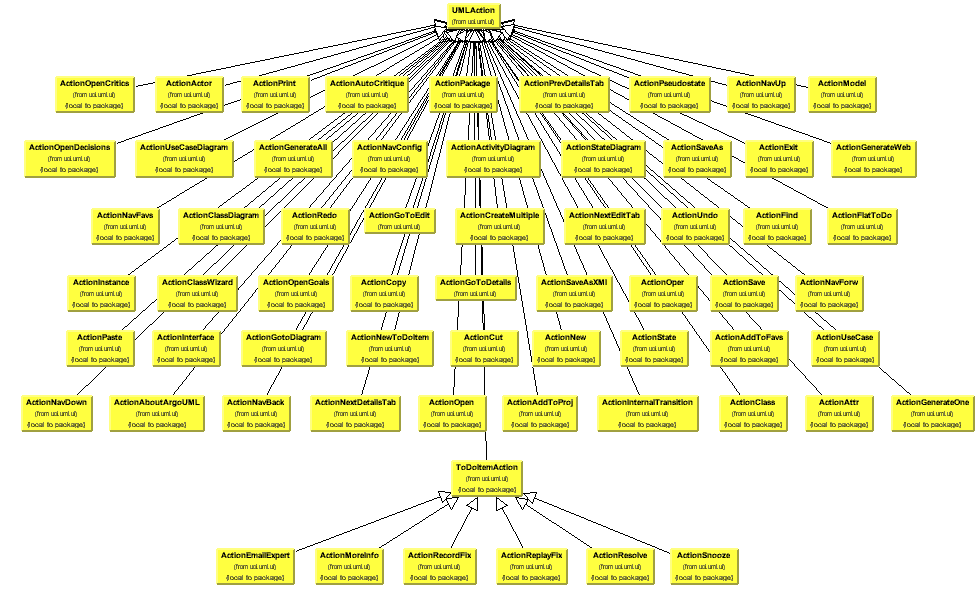 UMLAction
(from uci.uml.ui)
ActionOpenCritics
(from uci.uml.ui)
{local to package}
ActionActor
(from uci.uml.ui)
{local to package}
ActionPrint
(from uci.uml.ui)
{local to package}
ActionAutoCritique
(from uci.uml.ui)
{local to package}
ActionPackage
(from uci.uml.ui)
{local to package}
ActionPrevDetailsTab
(from uci.uml.ui)
{local to package}
ActionPseudostate
(from uci.uml.ui)
{local to package}
ActionNavUp
(from uci.uml.ui)
{local to package}
ActionModel
(from uci.uml.ui)
{local to package}
ActionOpenDecisions
(from uci.uml.ui)
{local to package}
ActionUseCaseDiagram
(from uci.uml.ui)
{local to package}
ActionGenerateAll
(from uci.uml.ui)
{local to package}
ActionNavConfig
(from uci.uml.ui)
{local to package}
ActionActivityDiagram
(from uci.uml.ui)
{local to package}
ActionStateDiagram
(from uci.uml.ui)
{local to package}
ActionSaveAs
(from uci.uml.ui)
{local to package}
ActionExit
(from uci.uml.ui)
{local to package}
ActionGenerateWeb
(from uci.uml.ui)
{local to package}
ActionNavFavs
(from uci.uml.ui)
{local to package}
ActionClassDiagram
(from uci.uml.ui)
{local to package}
ActionRedo
(from uci.uml.ui)
{local to package}
ActionGoToEdit
(from uci.uml.ui)
ActionCreateMultiple
(from uci.uml.ui)
{local to package}
ActionNextEditTab
(from uci.uml.ui)
{local to package}
ActionUndo
(from uci.uml.ui)
{local to package}
ActionFind
(from uci.uml.ui)
{local to package}
ActionFlatToDo
(from uci.uml.ui)
{local to package}
ActionInstance
(from uci.uml.ui)
{local to package}
ActionClassWizard
(from uci.uml.ui)
{local to package}
ActionOpenGoals
(from uci.uml.ui)
{local to package}
ActionCopy
(from uci.uml.ui)
{local to package}
ActionGoToDetails
(from uci.uml.ui)
ActionSaveAsXMI
(from uci.uml.ui)
{local to package}
ActionOper
(from uci.uml.ui)
{local to package}
ActionSave
(from uci.uml.ui)
{local to package}
ActionNavForw
(from uci.uml.ui)
{local to package}
ActionPaste
(from uci.uml.ui)
{local to package}
ActionInterface
(from uci.uml.ui)
{local to package}
ActionGotoDiagram
(from uci.uml.ui)
{local to package}
ActionNewToDoItem
(from uci.uml.ui)
{local to package}
ActionCut
(from uci.uml.ui)
{local to package}
ActionNew
(from uci.uml.ui)
{local to package}
ActionState
(from uci.uml.ui)
{local to package}
ActionAddToFavs
(from uci.uml.ui)
{local to package}
ActionUseCase
(from uci.uml.ui)
{local to package}
ActionNavDown
(from uci.uml.ui)
{local to package}
ActionAboutArgoUML
(from uci.uml.ui)
{local to package}
ActionNavBack
(from uci.uml.ui)
{local to package}
ActionNextDetailsTab
(from uci.uml.ui)
{local to package}
ActionOpen
(from uci.uml.ui)
{local to package}
ActionAddToProj
(from uci.uml.ui)
{local to package}
ActionInternalTransition
(from uci.uml.ui)
{local to package}
ActionClass
(from uci.uml.ui)
{local to package}
ActionAttr
(from uci.uml.ui)
{local to package}
ActionGenerateOne
(from uci.uml.ui)
{local to package}
ToDoItemAction
(from uci.uml.ui)
{local to package}
ActionEmailExpert
(from uci.uml.ui)
{local to package}
ActionMoreInfo
(from uci.uml.ui)
{local to package}
ActionRecordFix
(from uci.uml.ui)
{local to package}
ActionReplayFix
(from uci.uml.ui)
{local to package}
ActionResolve
(from uci.uml.ui)
{local to package}
ActionSnooze
(from uci.uml.ui)
{local to package}